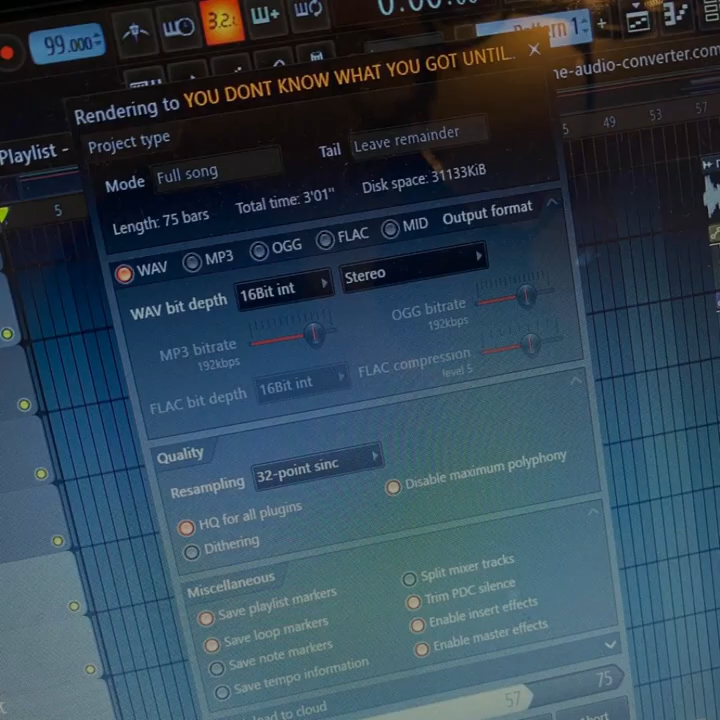 99.000
3.2.
Pattern 1
Rendering to YOU DONT KNOW WHAT YOU GOT UNTIL..
ne-audio-converter.com
Project type
Playlist -
Mode Full song
Tail Leave remainder
5
49
53
57
5
Length: 75 bars
Total time: 3'01"
Disk space: 31133KiB
WAV
MP3
OGG
FLAC
MID
Output format
WAV bit depth 16Bit int
Stereo
MP3 bitrate
192kbps
OGG bitrate
192kbps
FLAC bit depth 16Bit int
FLAC compression
level 5
Quality
Resampling 32-point sinc
HQ for all plugins
Disable maximum polyphony
Dithering
Miscellaneous
Save playlist markers
Split mixer tracks
Save loop markers
Trim PDC silence
Save note markers
Enable insert effects
Save tempo information
Enable master effects
to cloud
57
75